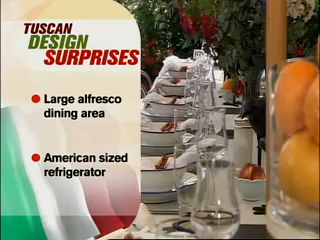 TUSCAN
DESIGN
SURPRISES
Large alfresco
dining area
American sized
refrigerator